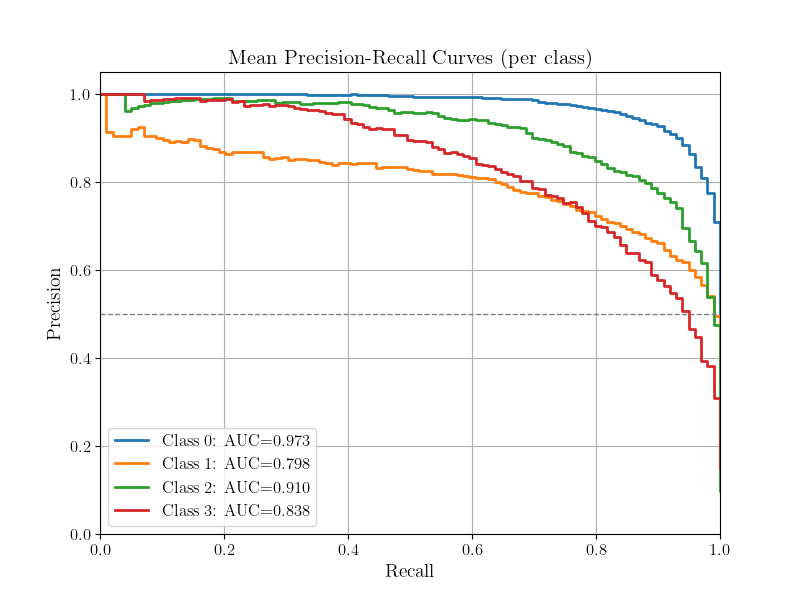 Mean Precision-Recall Curves (per class)
1.0
0.8
0.6
0.4
0.2
0.0
Precision
Class 0: AUC=0.973
Class 1: AUC=0.798
Class 2: AUC=0.910
Class 3: AUC=0.838
0.0 0.2 0.4 0.6 0.8 1.0
Recall